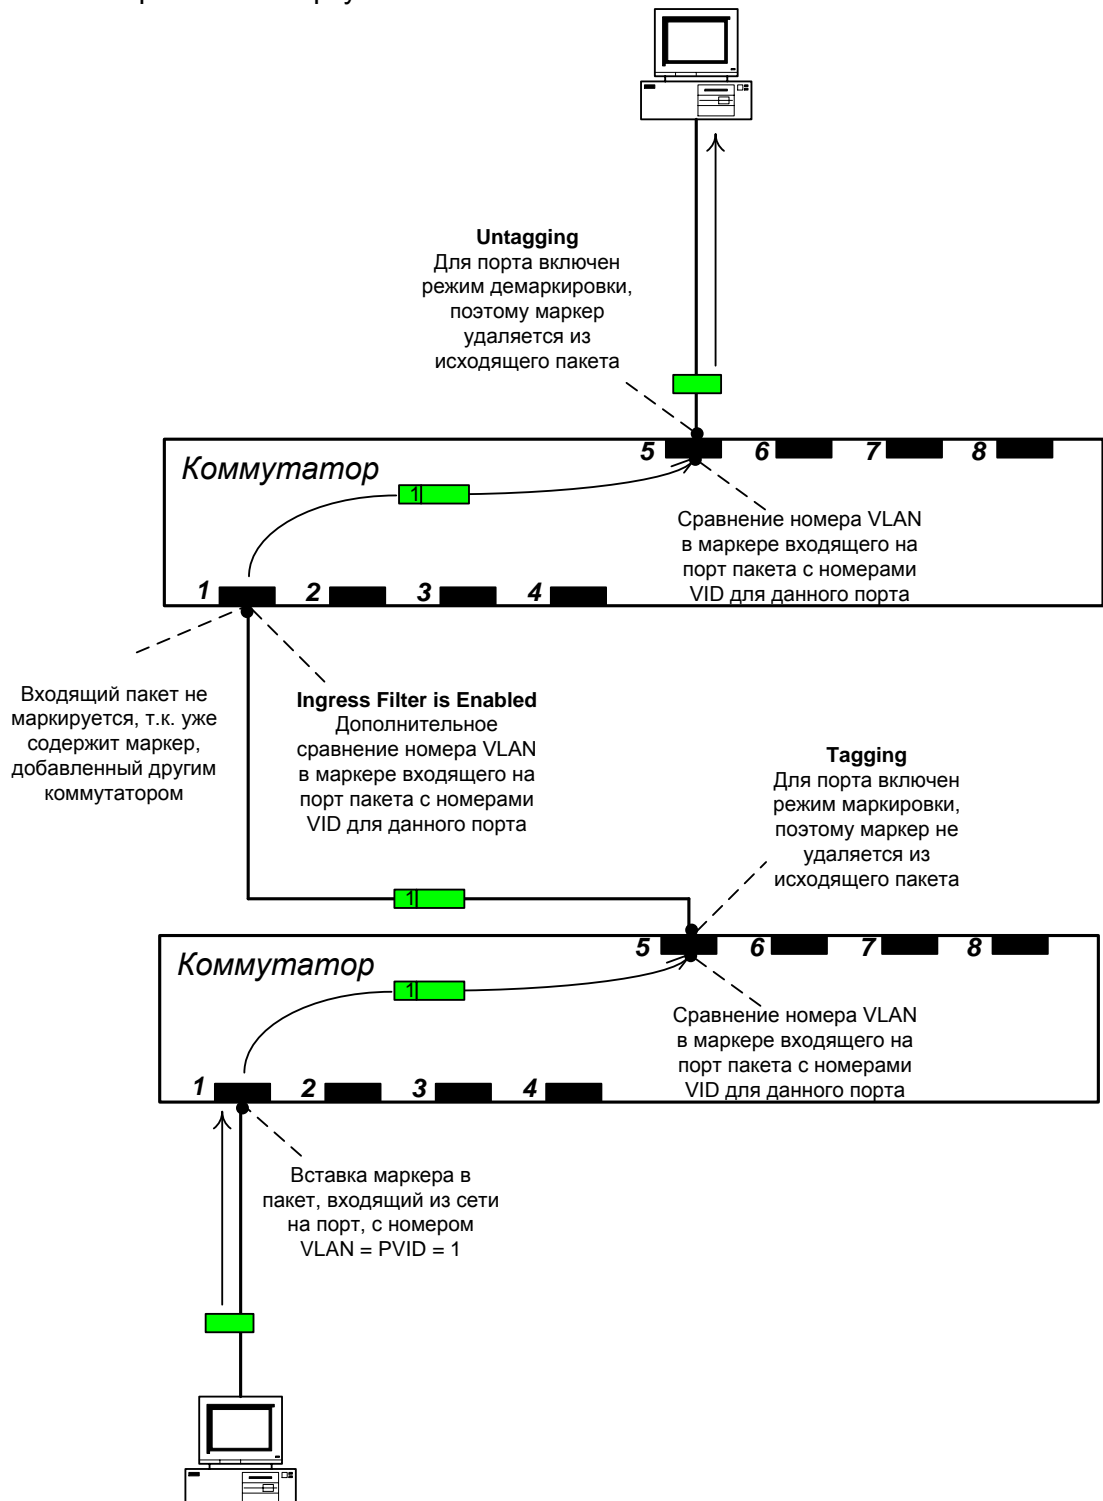 Untagging
Для порта включен
режим демаркировки,
поэтому маркер
удаляется из
исходящего пакета
5 6 7 8
Коммутатор
1
Сравнение номера VLAN
в маркере входящего на
порт пакета с номерами
VID для данного порта
1 2 3 4
Входящий пакет не
маркируется, т.к. уже
содержит маркер,
добавленный другим
коммутатором
Ingress Filter is Enabled
Дополнительное
сравнение номера VLAN
в маркере входящего на
порт пакета с номерами
VID для данного порта
Tagging
Для порта включен
режим маркировки,
поэтому маркер не
удаляется из
исходящего пакета
1
5 6 7 8
Коммутатор
1
Сравнение номера VLAN
в маркере входящего на
порт пакета с номерами
VID для данного порта
1 2 3 4
Вставка маркера в
пакет, входящий из сети
на порт, с номером
VLAN = PVID = 1